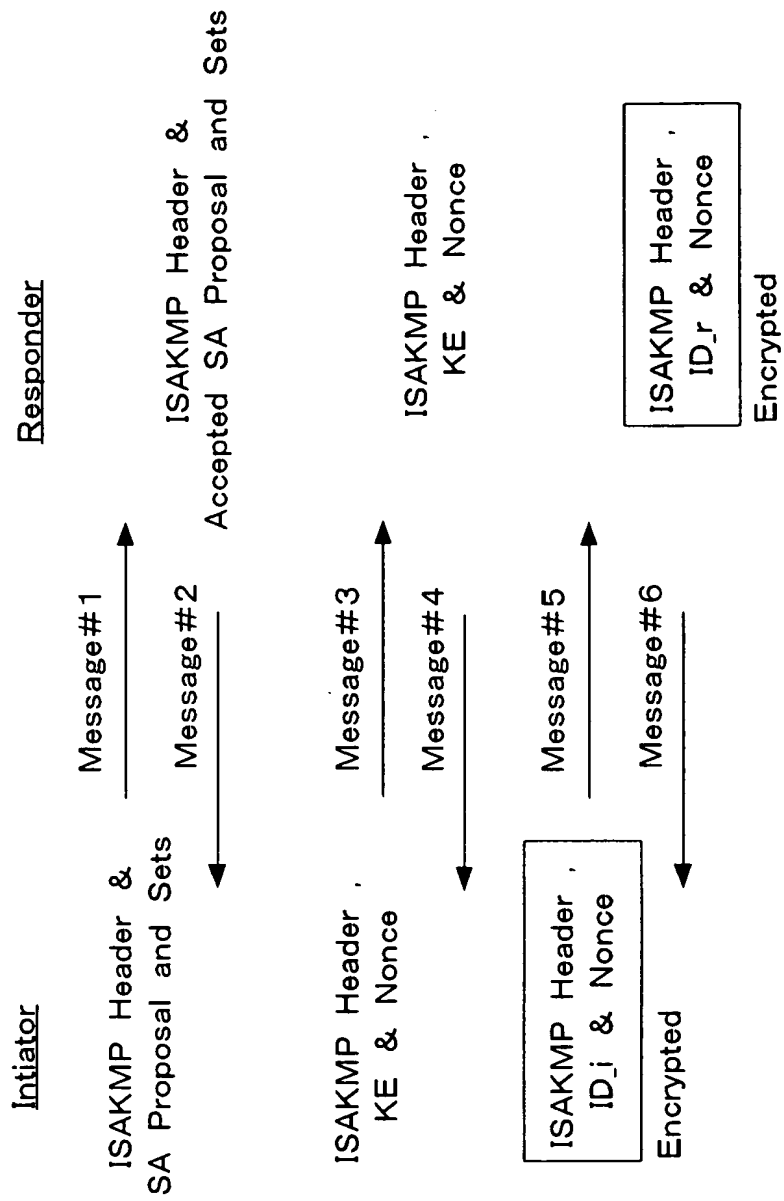 Intiator
Responder
ISAKMP Header &
SA Proposal and Sets
Message#1
Message#2
ISAKMP Header &
Accepted SA Proposal and Sets
ISAKMP Header ,
KE & Nonce
Message#3
Message#4
ISAKMP Header ,
KE & Nonce
ISAKMP Header ,
ID_i & Nonce
Encrypted
Message#5
Message#6
ISAKMP Header ,
ID_r & Nonce
Encrypted